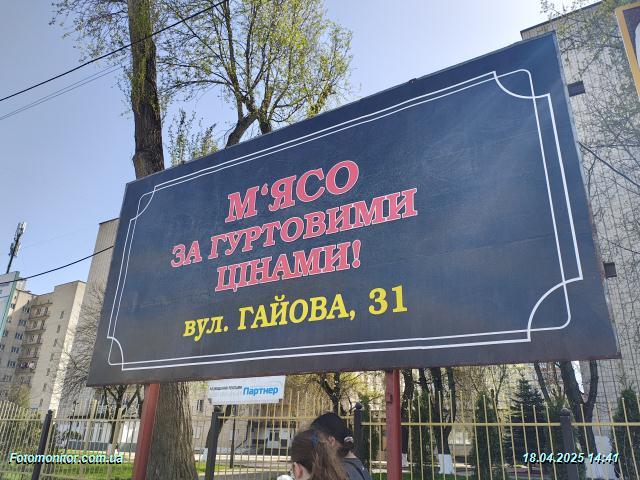 М'ЯСО
ЗА ГУРТОВИМИ
ЦІНАМИ!
вул. ГАЙОВА, 31
Партнер
Fotomonitor.com.ua
18.04.2025 14:41